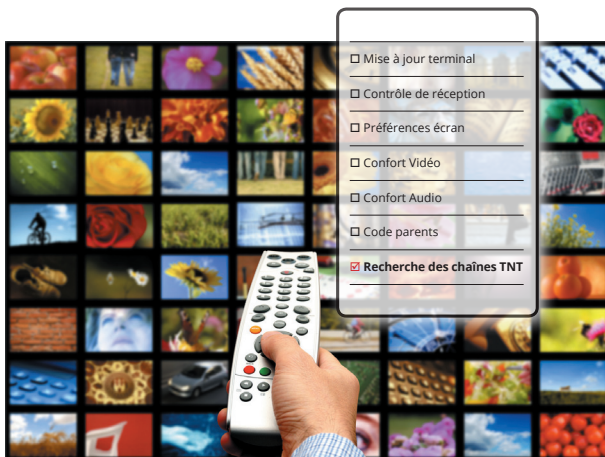 Mise à jour terminal
Contrôle de réception
Préférences écran
Confort Vidéo
Confort Audio
Code parents
Recherche des chaînes TNT